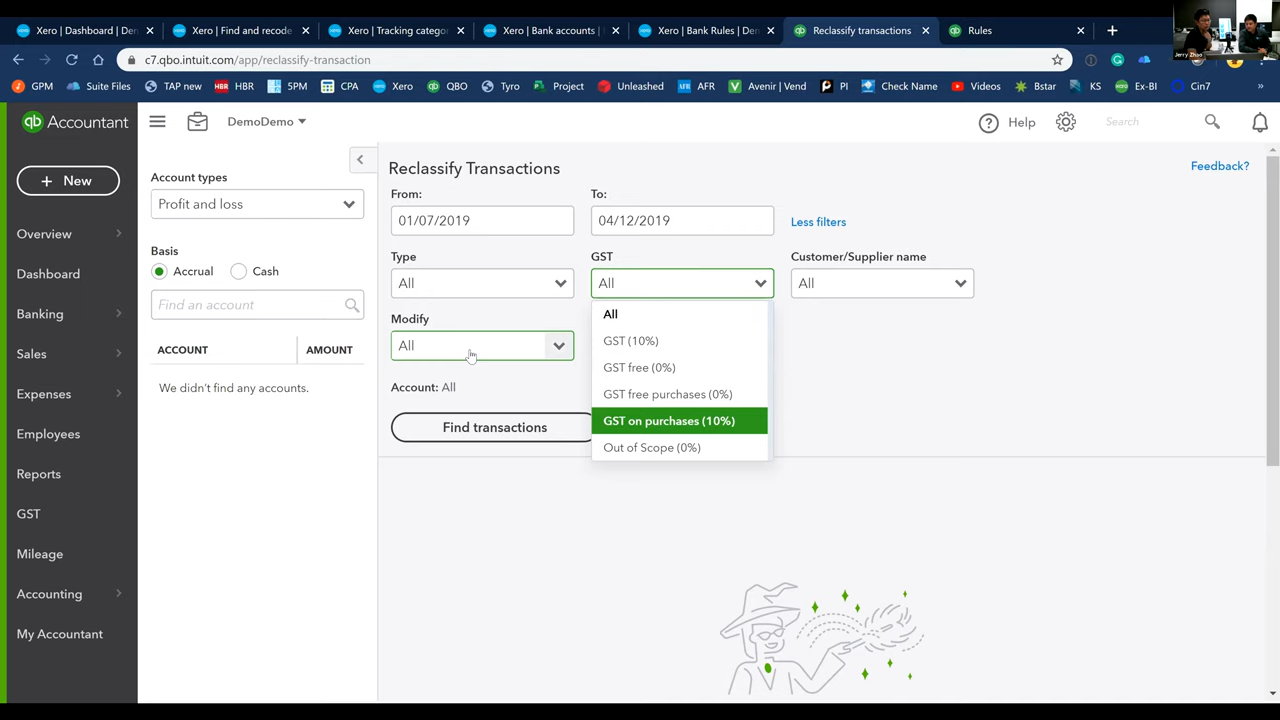 Xero | Dashboard | Den
Xero | Find and recode
Xero | Tracking categor
Xero | Bank accounts |
Xero | Bank Rules | Dem
Reclassify transactions
Rules
Jerry Zhao
c7.qbo.intuit.com/app/reclassify-transaction
GPM
Suite Files
TAP new
HBR HBR
5PM
CPA
Xero
QBO
Tyro
Project
Unleashed
AFR
Avenir | Vend
PI
Check Name
Videos
Bstar
KS
Ex-BI
Cin7
»
qb Accountant
DemoDemo
Help
Search
+ New
Overview
Dashboard
Banking
Sales
Expenses
Employees
Reports
GST
Mileage
Accounting
My Accountant
Account types
Profit and loss
Basis
Accrual
Cash
Find an account
ACCOUNT
AMOUNT
We didn't find any accounts.
Reclassify Transactions
Feedback?
From:
To:
01/07/2019
04/12/2019
Less filters
Type
GST
Customer/Supplier name
All
All
All
Modify
All
Account: All
Find transactions
All
GST (10%)
GST free (0%)
GST free purchases (0%)
GST on purchases (10%)
Out of Scope (0%)